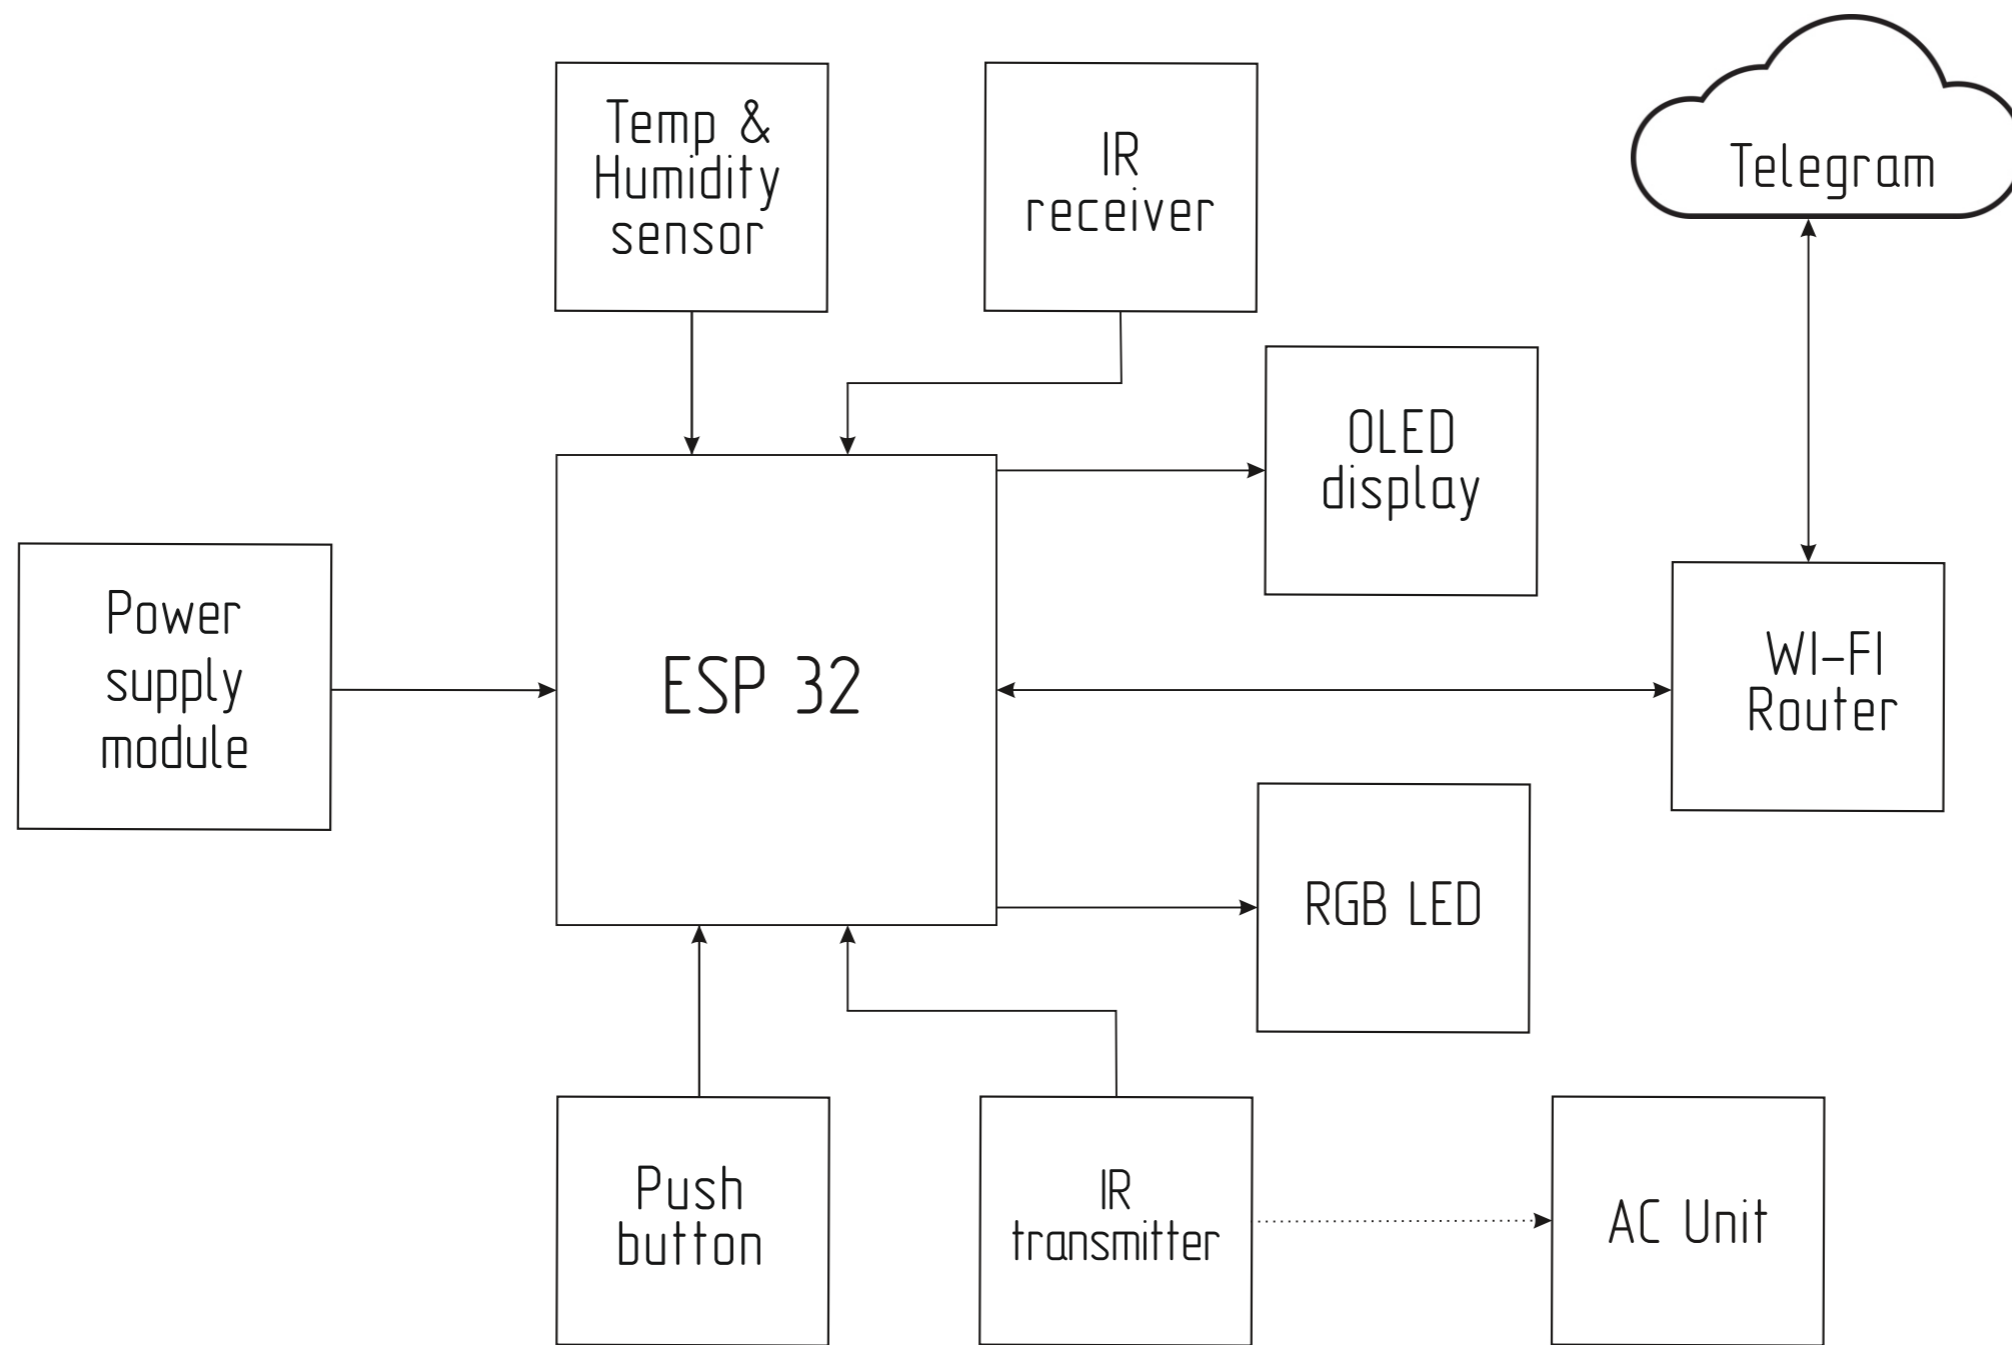 Temp &
Humidity
sensor
IR
receiver
Telegram
OLED
display
Power
supply
module
ESP 32
WI-FI
Router
RGB LED
Push
button
IR
transmitter
AC Unit